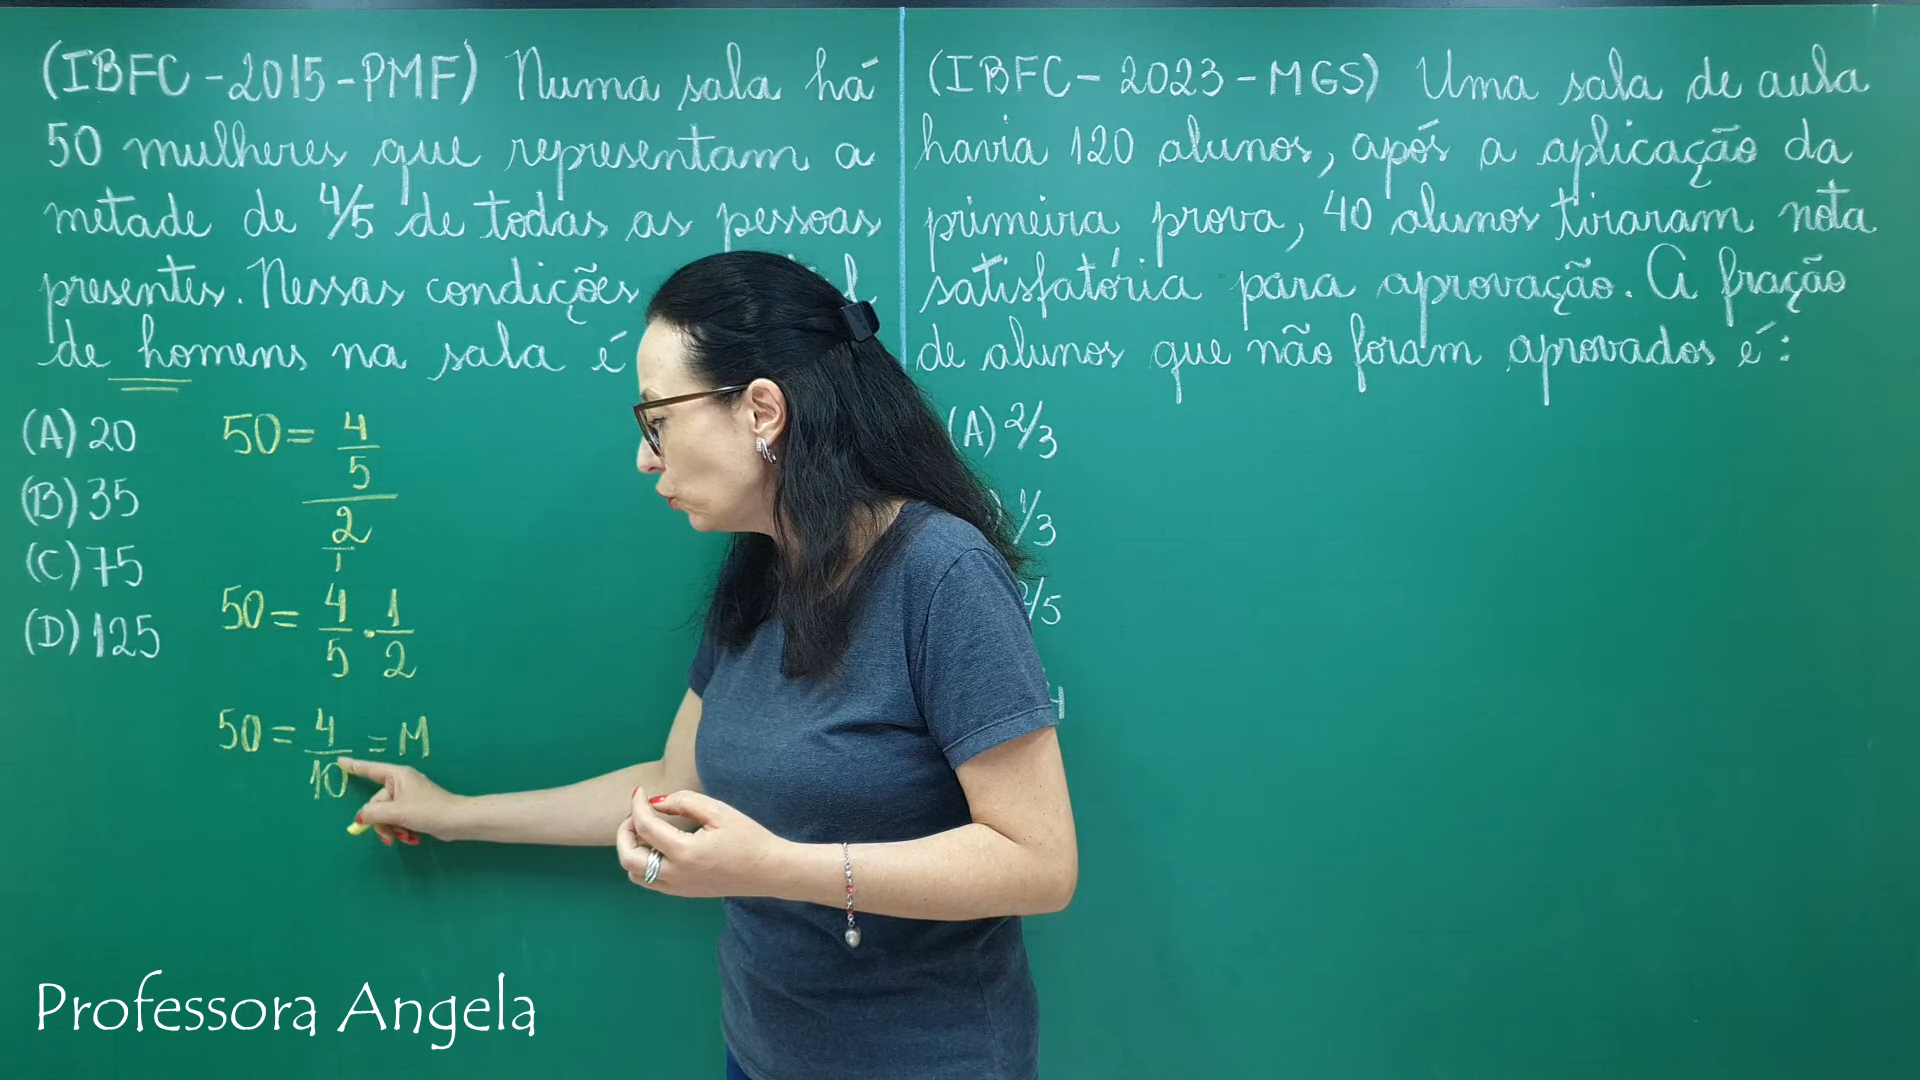 (IBFC-2015-PMF) Numa sala há
50 mulheres que representam a
metade de 4/5 de todas as pessoas
presentes. Nessas condições
de homens na sala é
(A) 20
(B) 35
(C) 75
(D) 125
50 = 4/5
2/1
50 = 4/5 . 1/2
50 = 4/10 = M
(IBFC-2023-MGS) Uma sala de aula
havia 120 alunos, após a aplicação da
primeira prova, 40 alunos tiraram nota
satisfatória para aprovação. A fração
de alunos que não foram aprovados é:
(A) 2/3
) 1/3
2/5
Professora Angela